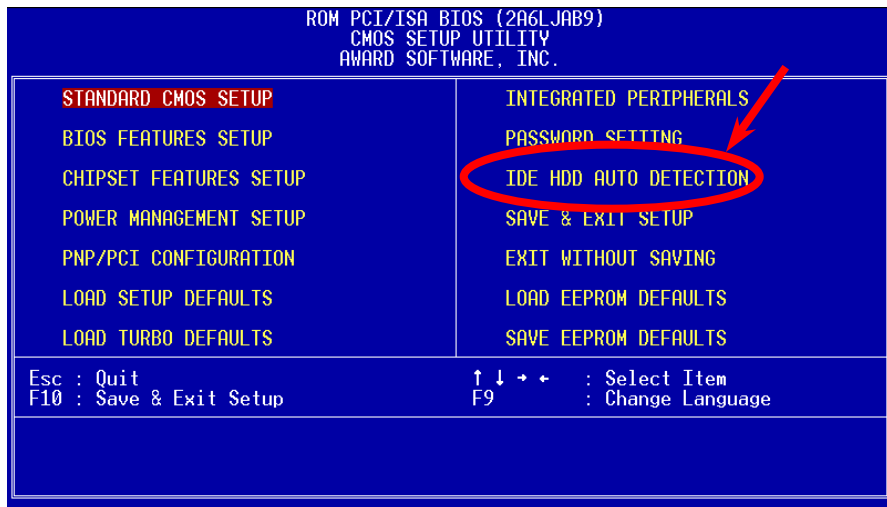 ROM PCI/ISA BIOS (2A6LJAB9)
CMOS SETUP UTILITY
AWARD SOFTWARE, INC.
STANDARD CMOS SETUP
BIOS FEATURES SETUP
CHIPSET FEATURES SETUP
POWER MANAGEMENT SETUP
PNP/PCI CONFIGURATION
LOAD SETUP DEFAULTS
LOAD TURBO DEFAULTS
INTEGRATED PERIPHERALS
PASSWORD SETTING
IDE HDD AUTO DETECTION
SAVE & EXIT SETUP
EXIT WITHOUT SAVING
LOAD EEPROM DEFAULTS
SAVE EEPROM DEFAULTS
Esc : Quit
F10 : Save & Exit Setup
↑ ↓ → ← : Select Item
F9 : Change Language